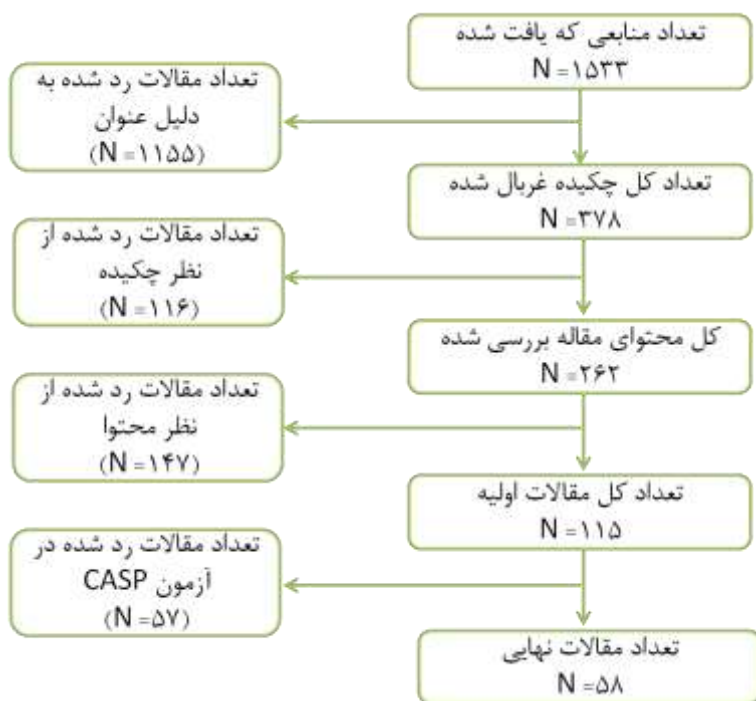 تعداد منابعی که یافت شده
N =۱۵۳۳
تعداد مقالات رد شده به
دلیل عنوان
(N =۱۱۵۵)
تعداد کل چکیده غربال شده
N =۳۷۸
تعداد مقالات رد شده از
نظر چکیده
(N =۱۱۶)
کل محتوای مقاله بررسی شده
N =۲۶۲
تعداد مقالات رد شده از
نظر محتوا
(N =۱۴۷)
تعداد کل مقالات اولیه
N =۱۱۵
تعداد مقالات رد شده در
آزمون CASP
(N =۵۷)
تعداد مقالات نهایی
N =۵۸